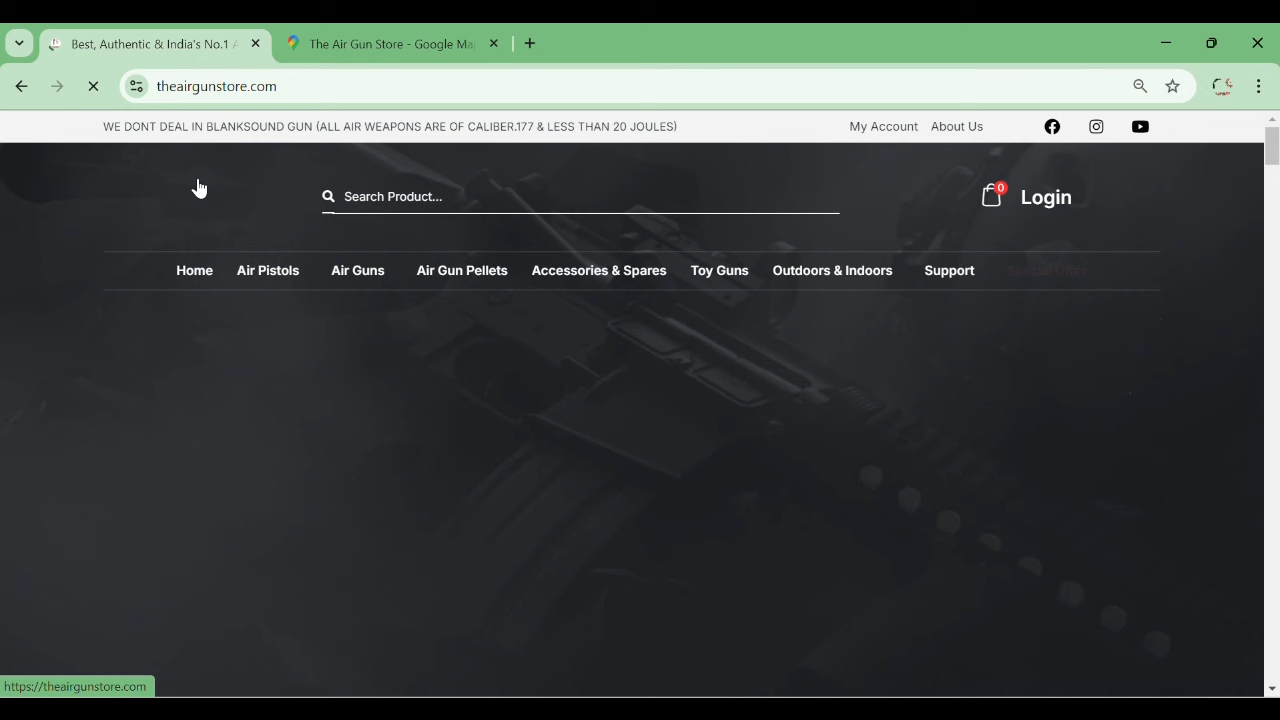 Best, Authentic & India's No.1 A
The Air Gun Store - Google Ma
theairgunstore.com
WE DONT DEAL IN BLANKSOUND GUN (ALL AIR WEAPONS ARE OF CALIBER.177 & LESS THAN 20 JOULES)
My Account About Us
Search Product...
0
Login
Home Air Pistols Air Guns Air Gun Pellets Accessories & Spares Toy Guns Outdoors & Indoors Support Special Offer
https://theairgunstore.com